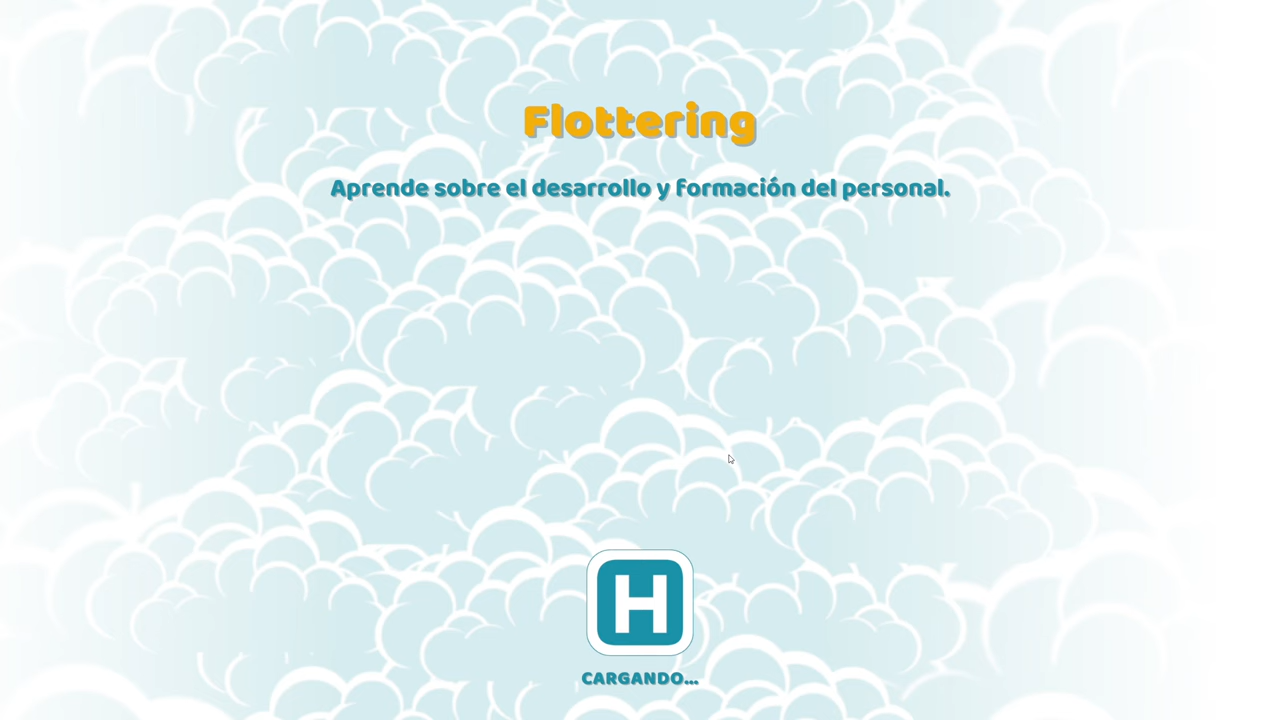 Flottering
Aprende sobre el desarrollo y formación del personal.
H
CARGANDO...